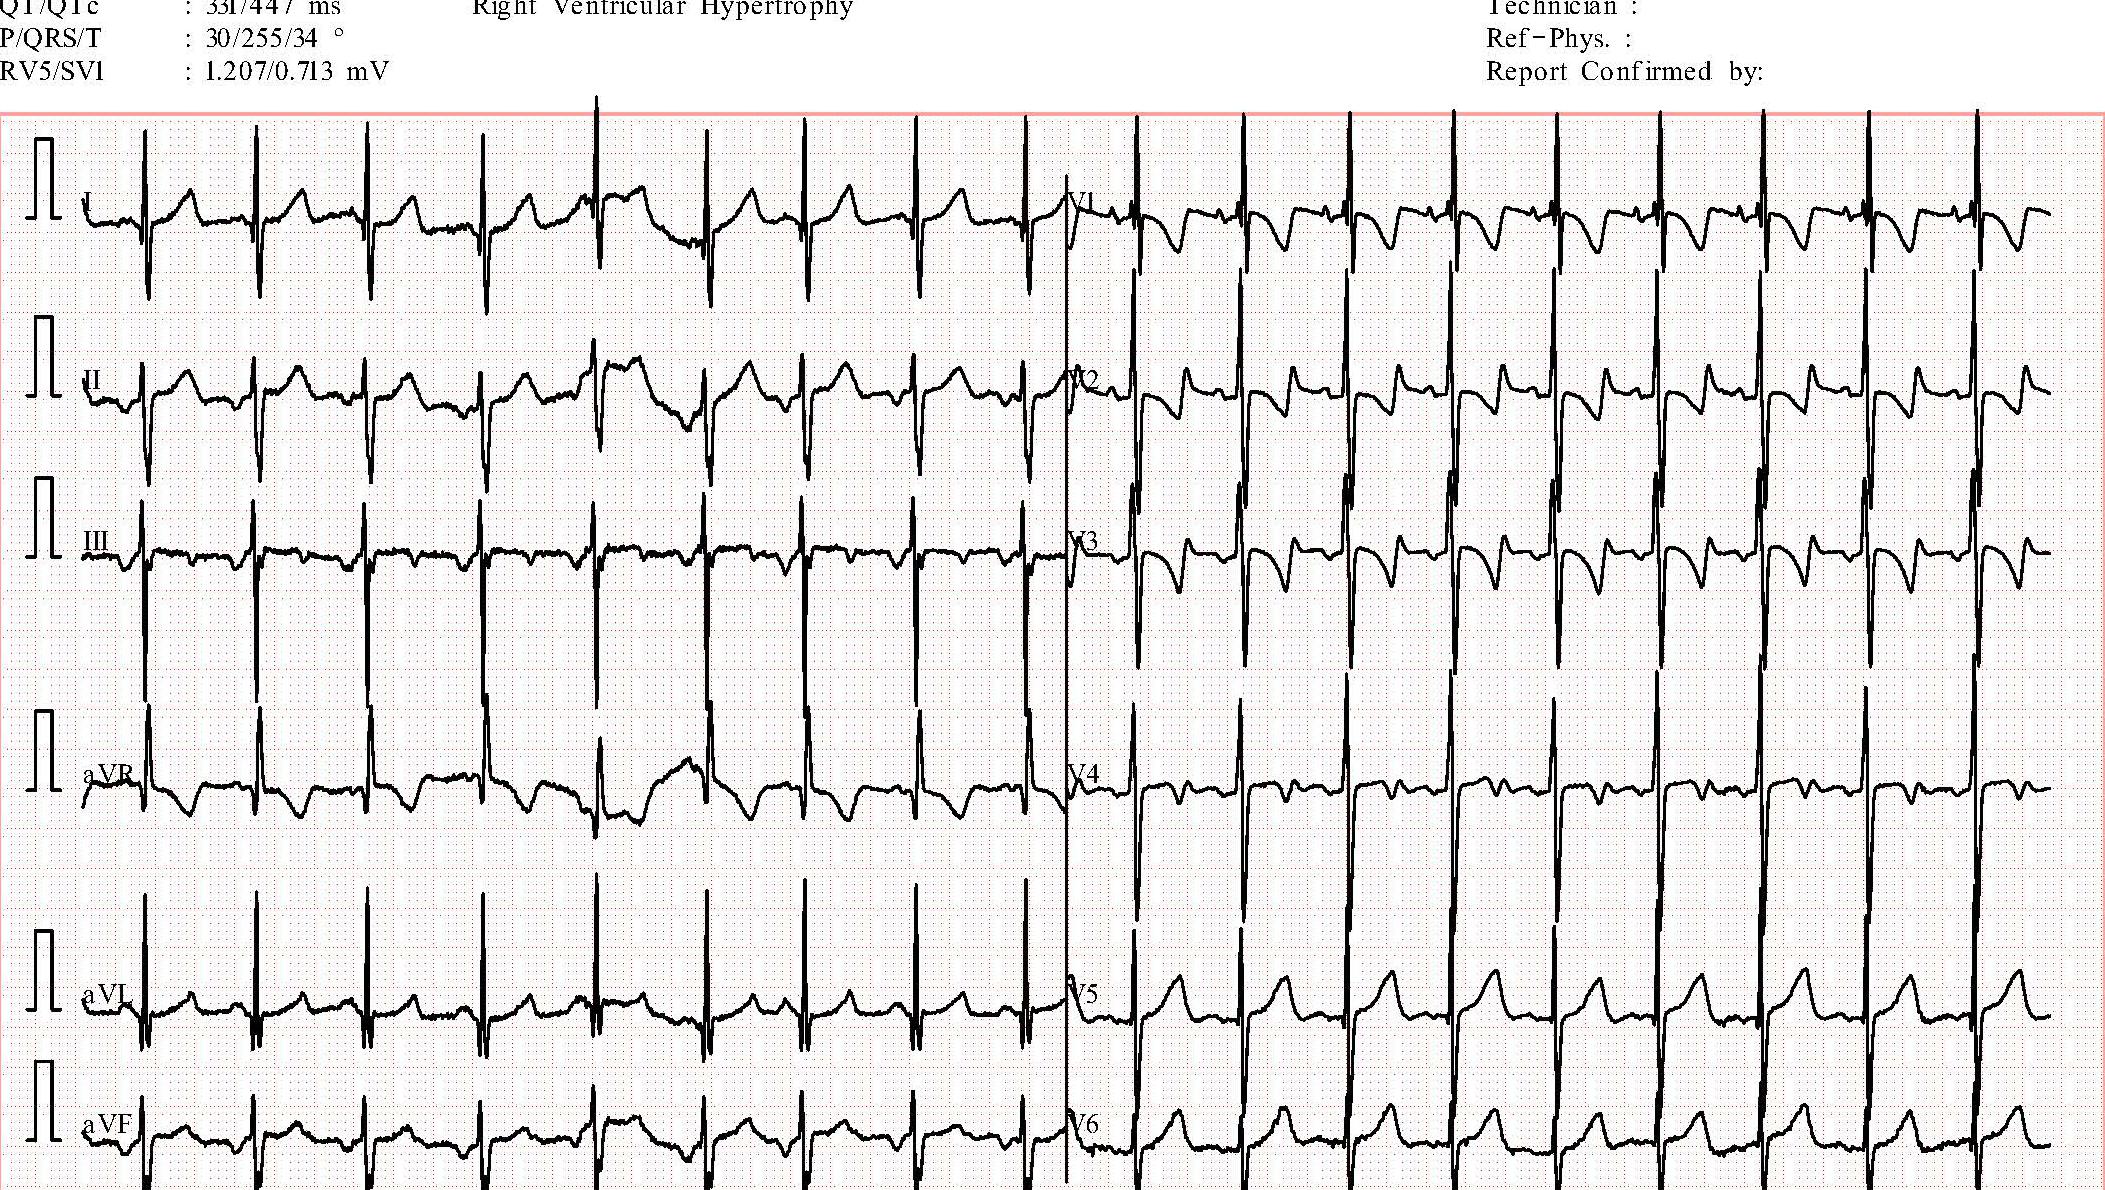 QT/QTc : 331/447 ms
P/QRS/T : 30/255/34 °
RV5/SV1 : 1.207/0.713 mV
Right Ventricular Hypertrophy
Technician :
Ref-Phys. :
Report Confirmed by:
I
II
III
aVR
aVL
aVF
V1
V2
V3
V4
V5
V6